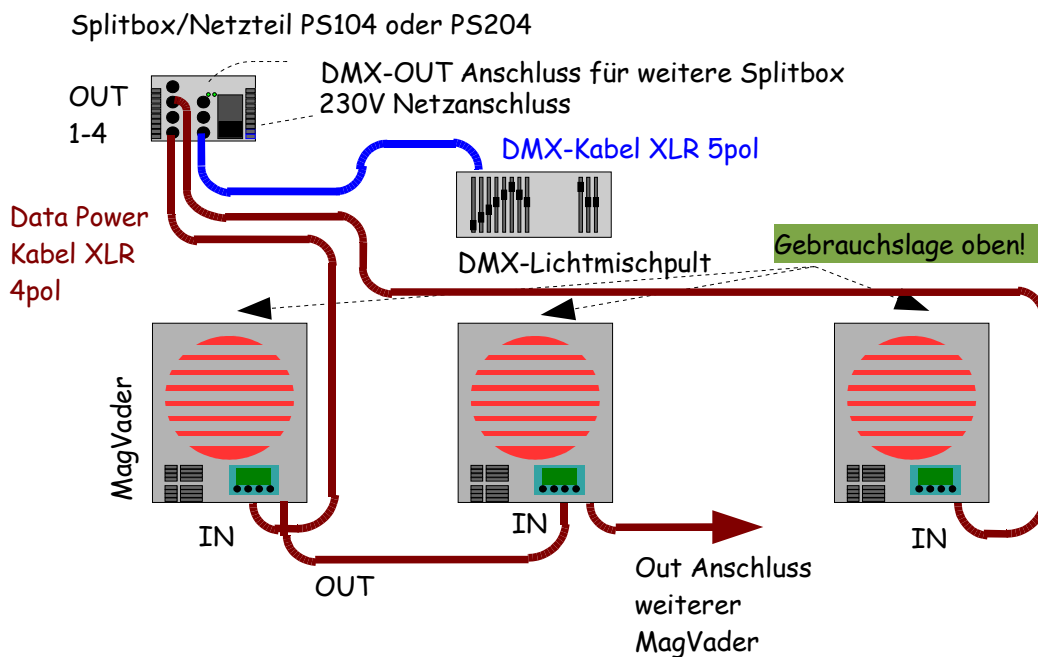 Splitbox/Netzteil PS104 oder PS204
OUT
1-4
DMX-OUT Anschluss für weitere Splitbox
230V Netzanschluss
DMX-Kabel XLR 5pol
Data Power
Kabel XLR
4pol
DMX-Lichtmischpult
Gebrauchslage oben!
MagVader
IN
OUT
IN
Out Anschluss
weiterer
MagVader
IN